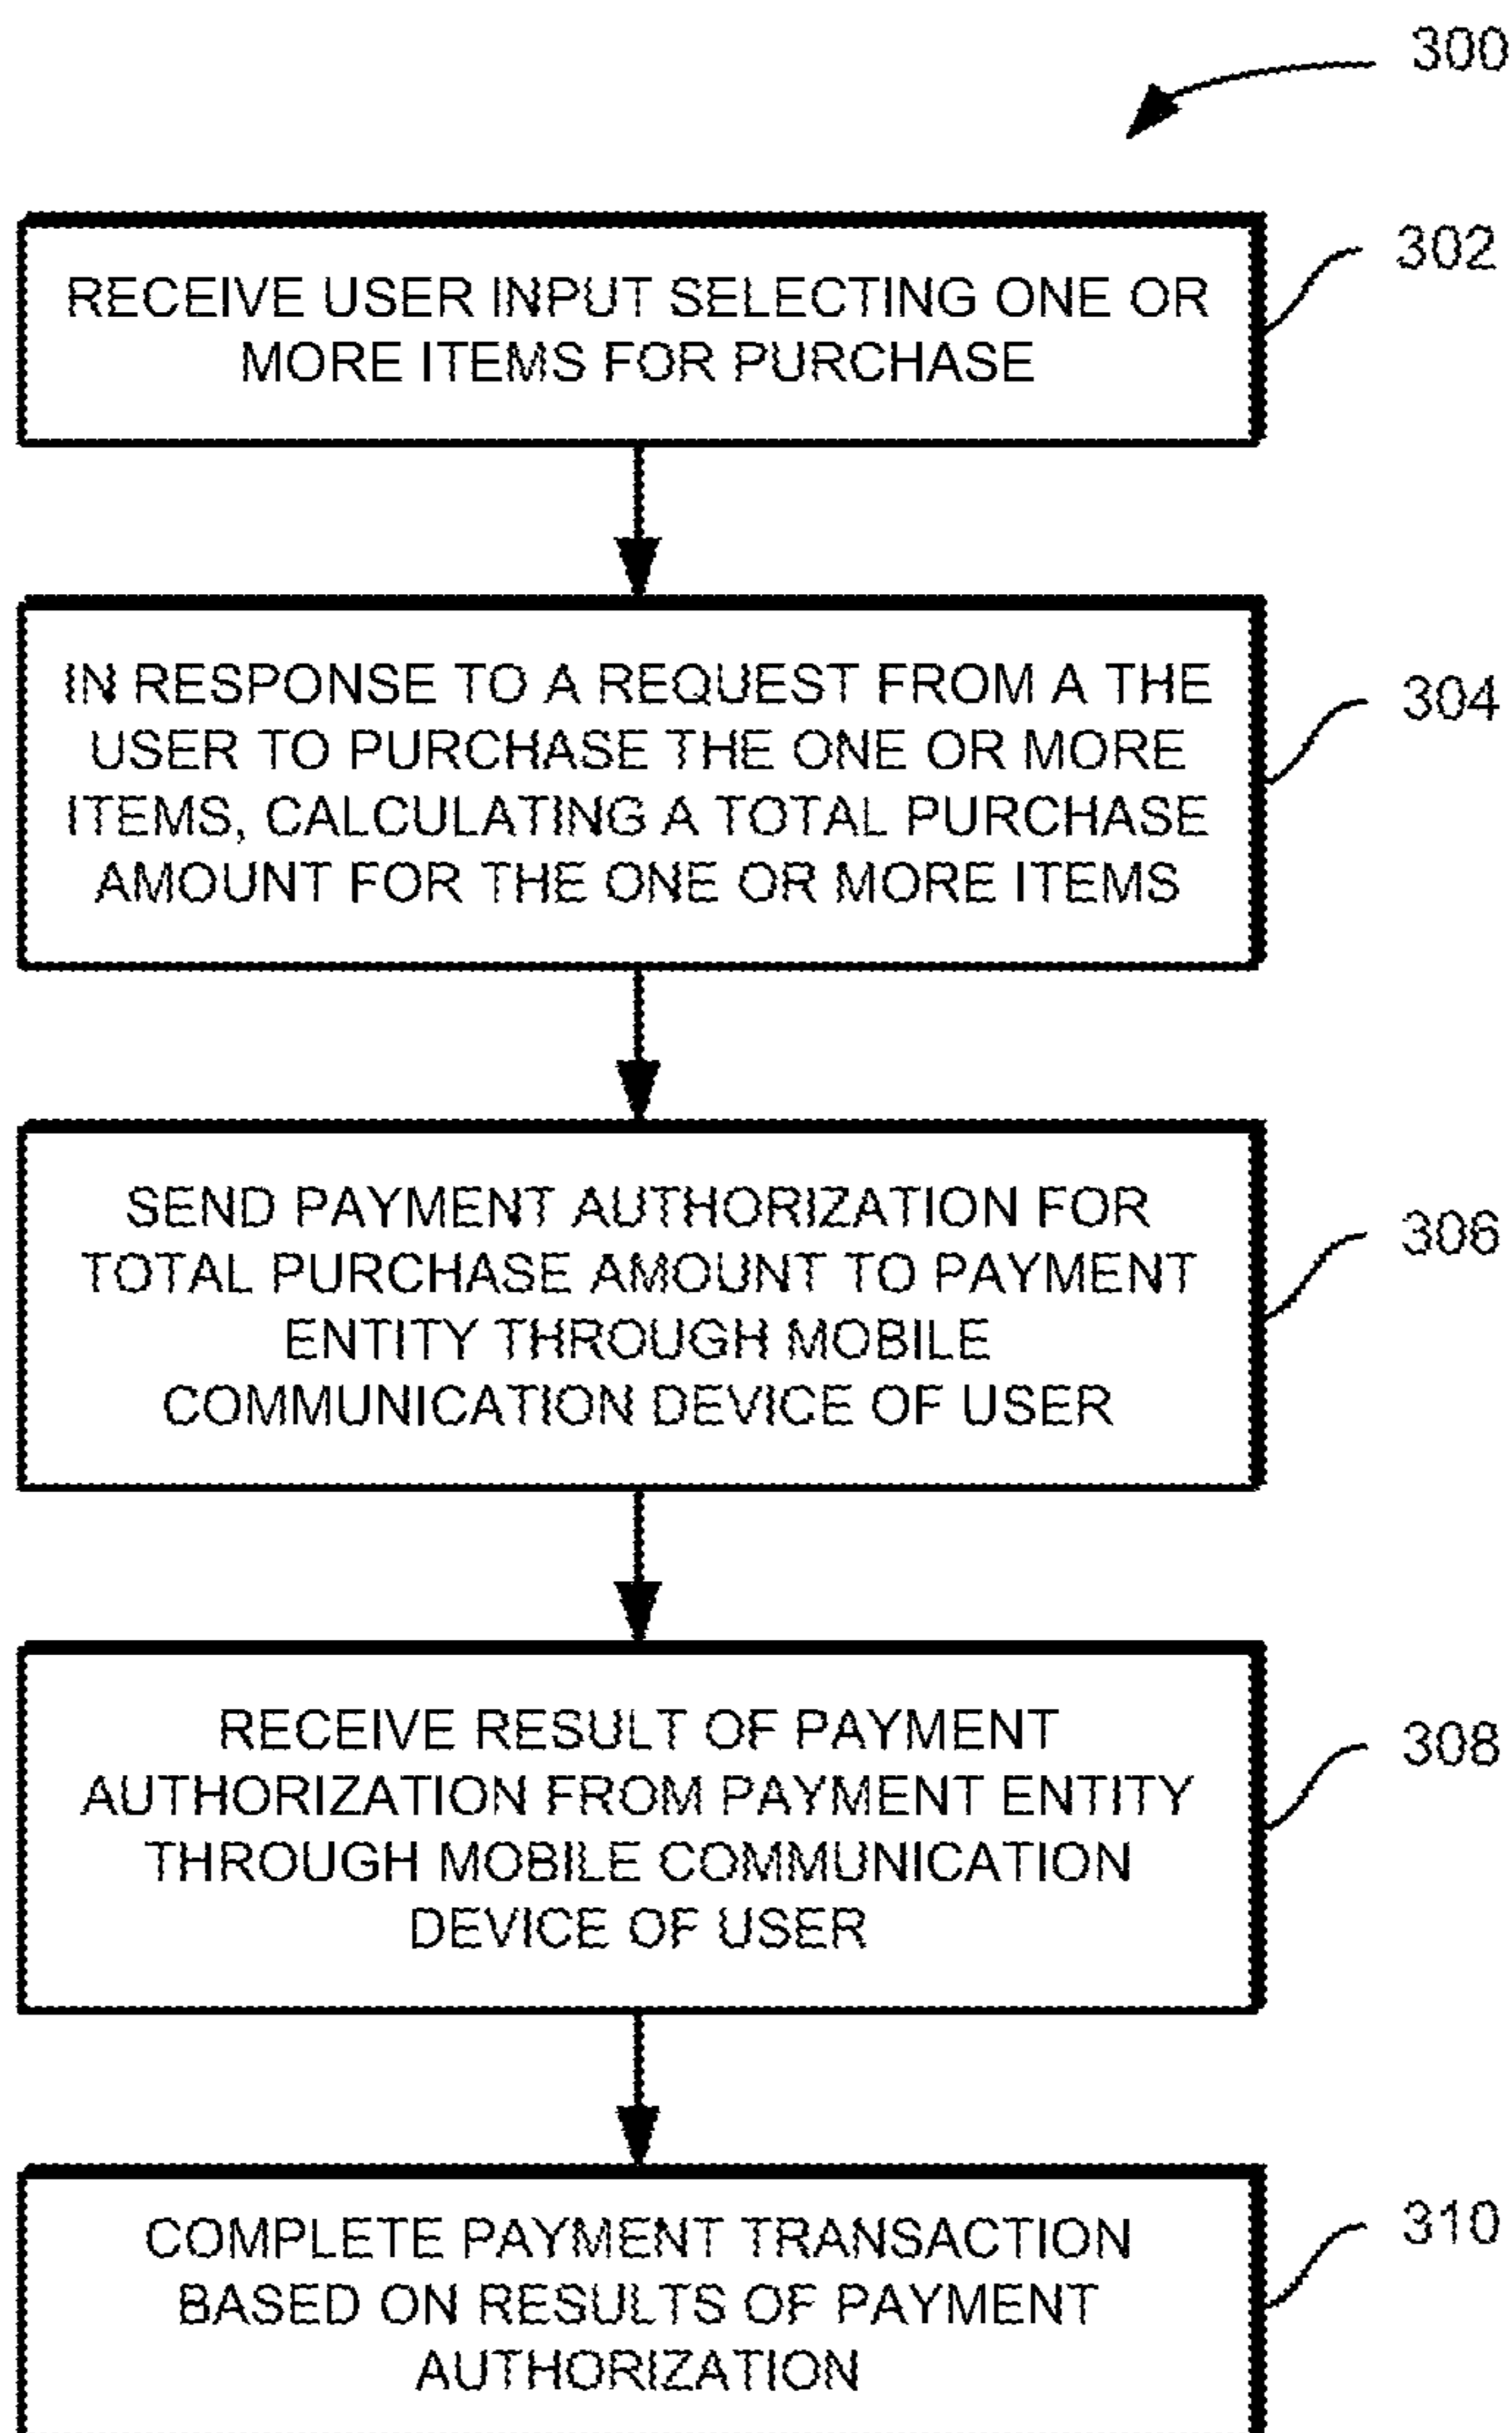 300
RECEIVE USER INPUT SELECTING ONE OR
MORE ITEMS FOR PURCHASE
302
IN RESPONSE TO A REQUEST FROM A THE
USER TO PURCHASE THE ONE OR MORE
ITEMS, CALCULATING A TOTAL PURCHASE
AMOUNT FOR THE ONE OR MORE ITEMS
304
SEND PAYMENT AUTHORIZATION FOR
TOTAL PURCHASE AMOUNT TO PAYMENT
ENTITY THROUGH MOBILE
COMMUNICATION DEVICE OF USER
306
RECEIVE RESULT OF PAYMENT
AUTHORIZATION FROM PAYMENT ENTITY
THROUGH MOBILE COMMUNICATION
DEVICE OF USER
308
COMPLETE PAYMENT TRANSACTION
BASED ON RESULTS OF PAYMENT
AUTHORIZATION
310